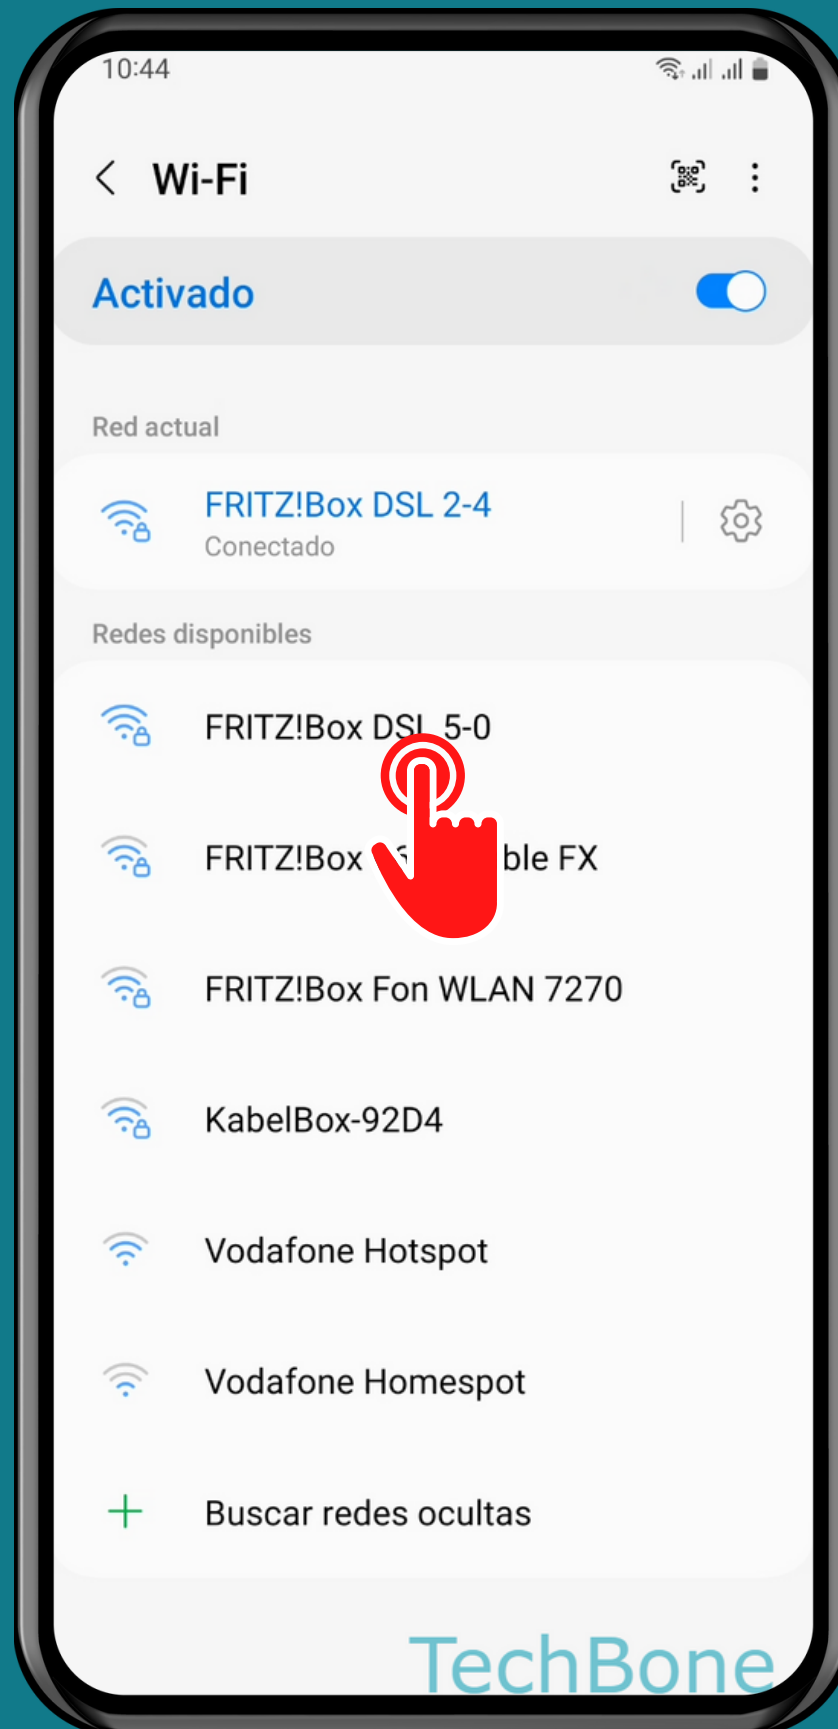 10:44
Wi-Fi
Activado
Red actual
FRITZ!Box DSL 2-4
Conectado
Redes disponibles
FRITZ!Box DSL 5-0
FRITZ!Box FX
FRITZ!Box Fon WLAN 7270
KabelBox-92D4
Vodafone Hotspot
Vodafone Homespot
Buscar redes ocultas
TechBone